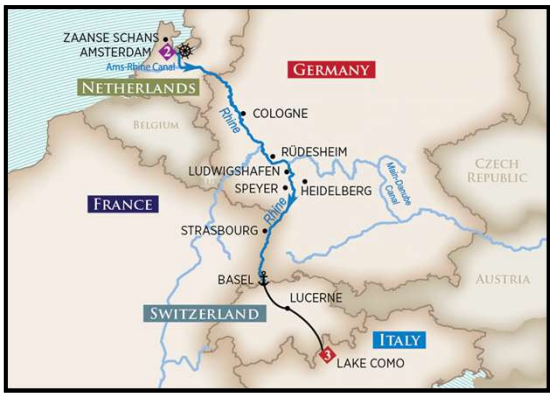 ZAANSE SCHANS
AMSTERDAM
2
Ams-Rhine Canal
NETHERLANDS
GERMANY
BELGIUM
Rhine
COLOGNE
RÜDESHEIM
LUDWIGSHAFEN
SPEYER
HEIDELBERG
Main-Danube
Canal
CZECH
REPUBLIC
FRANCE
Rhine
STRASBOURG
BASEL
AUSTRIA
LUCERNE
SWITZERLAND
ITALY
3
LAKE COMO